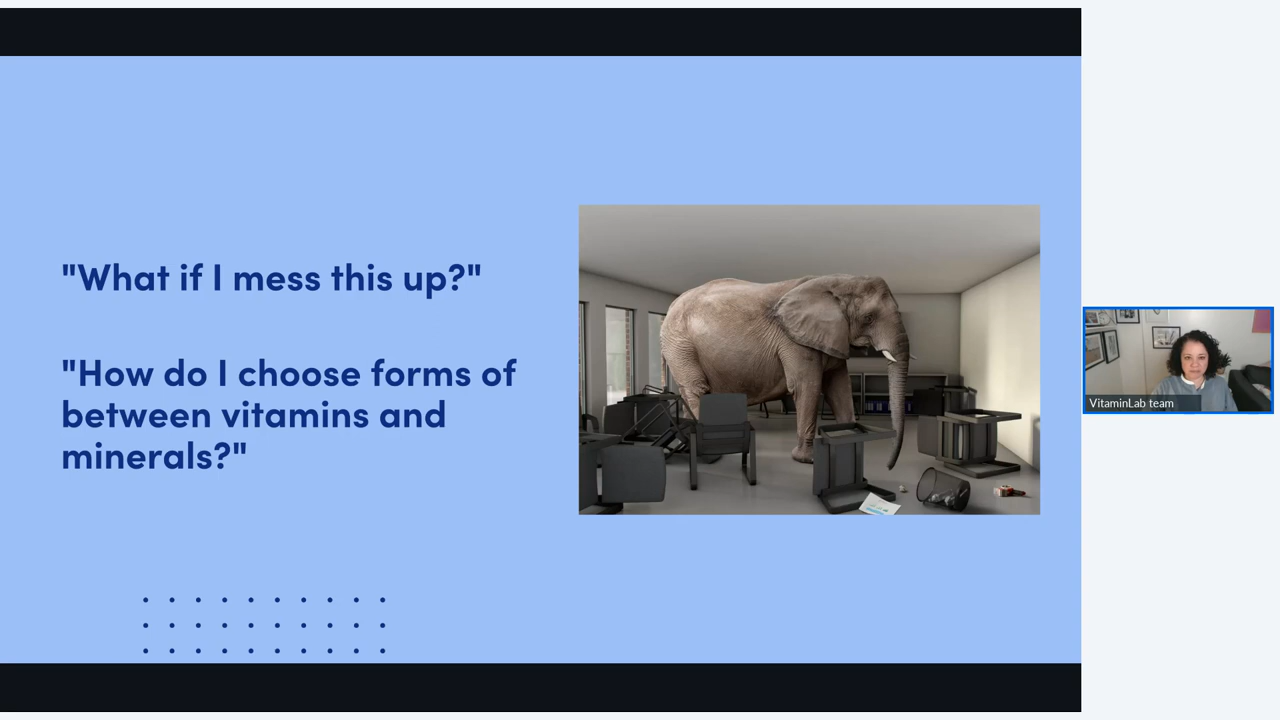 "What if I mess this up?"
"How do I choose forms of
between vitamins and
minerals?"
VitaminLab team